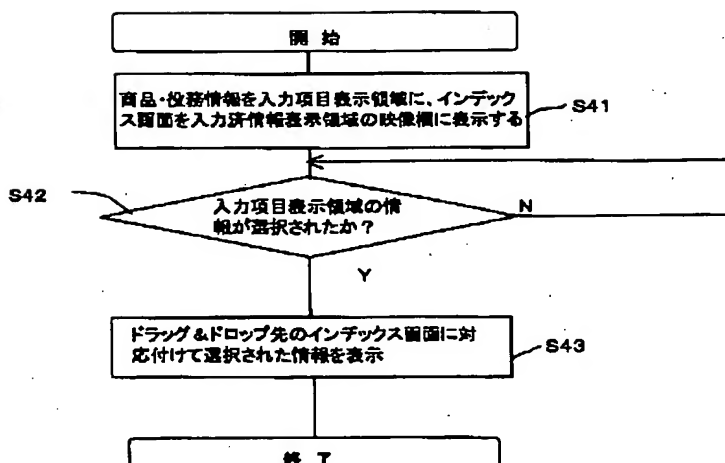 開 始
商品・役務情報を入力項目表示領域に、インデック
ス画面を入力済情報表示領域の映像欄に表示する
S41
S42
入力項目表示領域の情
報が選択されたか？
N
Y
ドラッグ&ドロップ先のインデックス画面に対
応付けて選択された情報を表示
S43
終 了